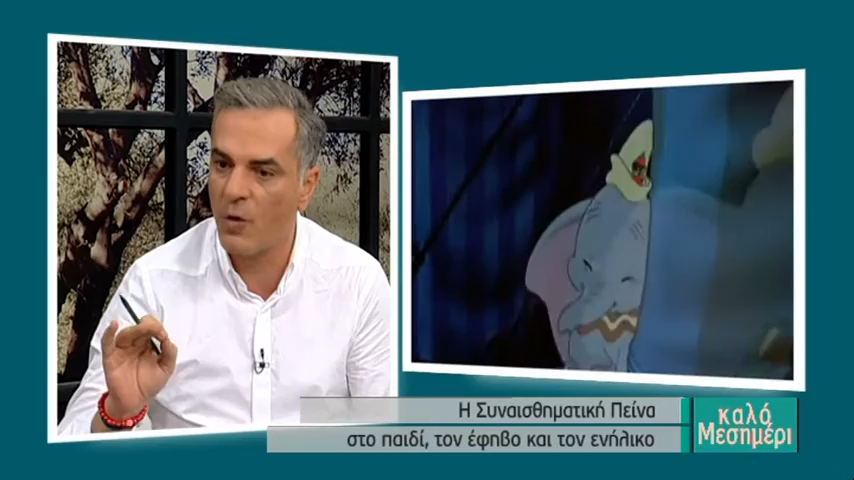 Η Συναισθηματική Πείνα
στο παιδί, τον έφηβο και τον ενήλικο
καλό
Μεσημέρι